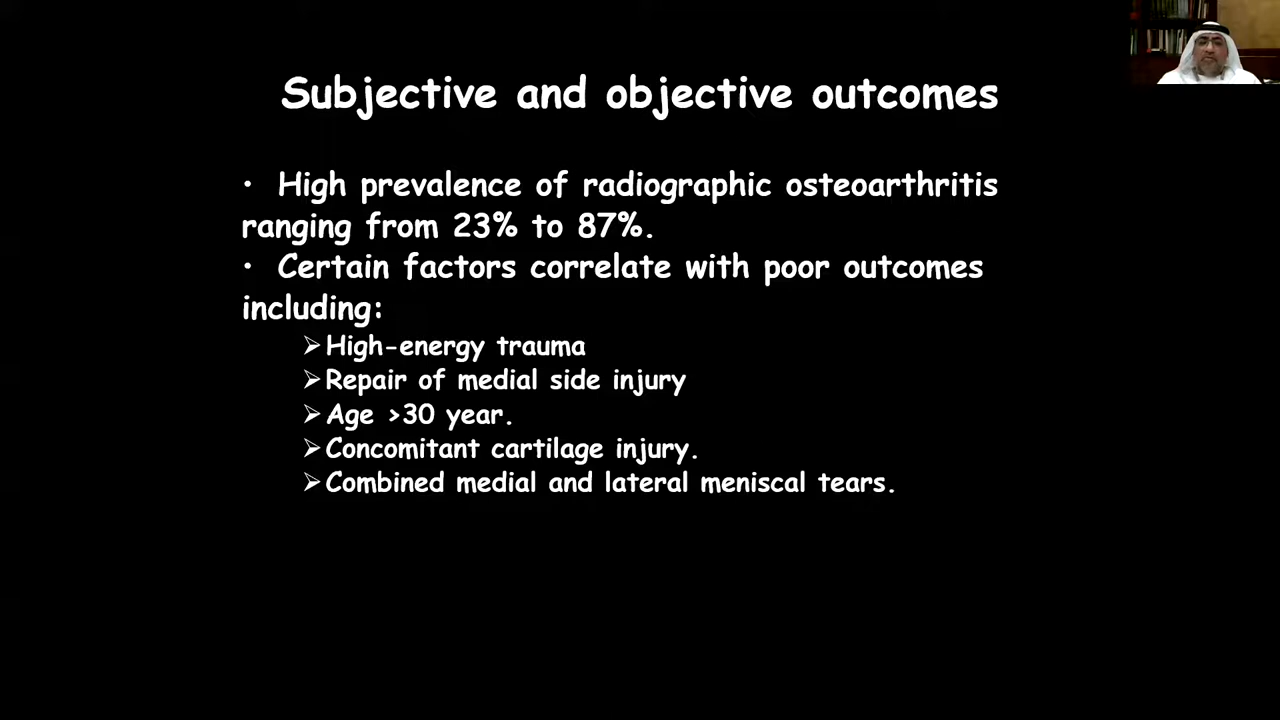 Subjective and objective outcomes
• High prevalence of radiographic osteoarthritis
ranging from 23% to 87%.
• Certain factors correlate with poor outcomes
including:
➢High-energy trauma
➢Repair of medial side injury
➢Age >30 year.
➢Concomitant cartilage injury.
➢Combined medial and lateral meniscal tears.